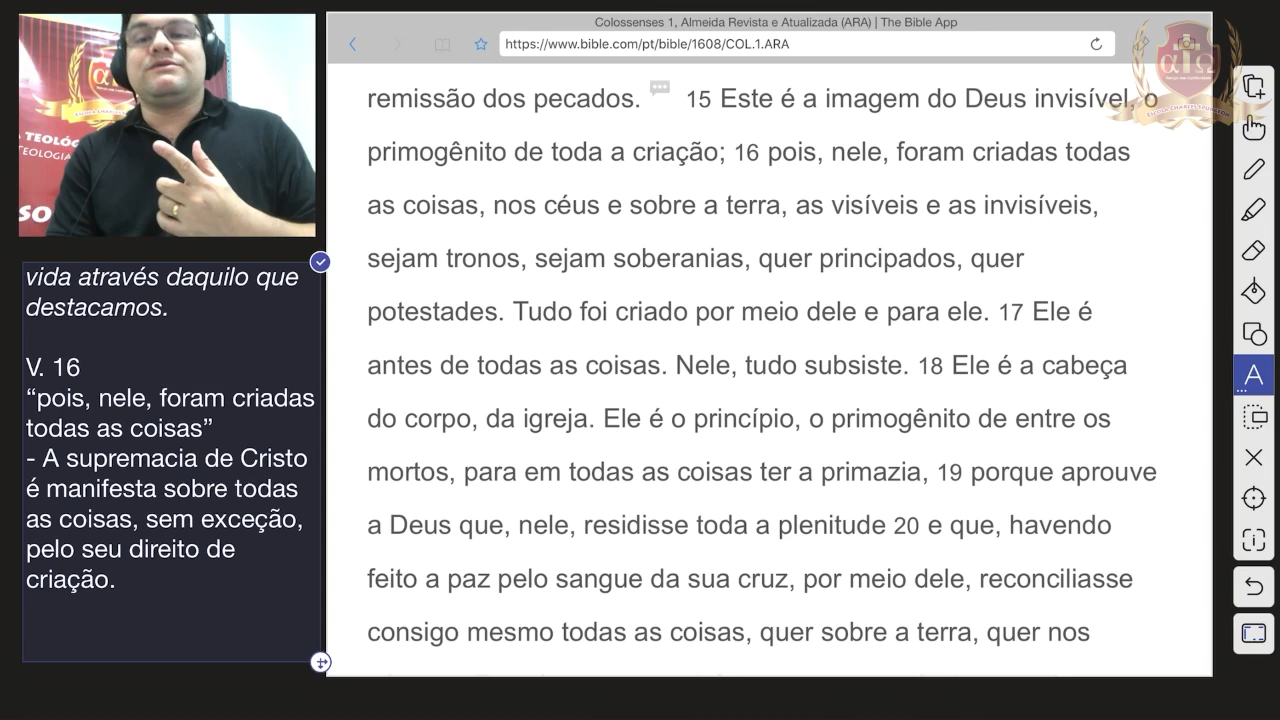 Colossenses 1, Almeida Revista e Atualizada (ARA) | The Bible App
https://www.bible.com/pt/bible/1608/COL.1.ARA
remissão dos pecados. 15 Este é a imagem do Deus invisível, o
primogênito de toda a criação; 16 pois, nele, foram criadas todas
as coisas, nos céus e sobre a terra, as visíveis e as invisíveis,
sejam tronos, sejam soberanias, quer principados, quer
potestades. Tudo foi criado por meio dele e para ele. 17 Ele é
antes de todas as coisas. Nele, tudo subsiste. 18 Ele é a cabeça
do corpo, da igreja. Ele é o princípio, o primogênito de entre os
mortos, para em todas as coisas ter a primazia, 19 porque aprouve
a Deus que, nele, residisse toda a plenitude 20 e que, havendo
feito a paz pelo sangue da sua cruz, por meio dele, reconciliasse
consigo mesmo todas as coisas, quer sobre a terra, quer nos
vida através daquilo que
destacamos.
V. 16
“pois, nele, foram criadas
todas as coisas”
- A supremacia de Cristo
é manifesta sobre todas
as coisas, sem exceção,
pelo seu direito de
criação.
α Ω
ESCOLA CHARLES SPURGEON
A TEOLÓG
TEOLOGIA
SO
A